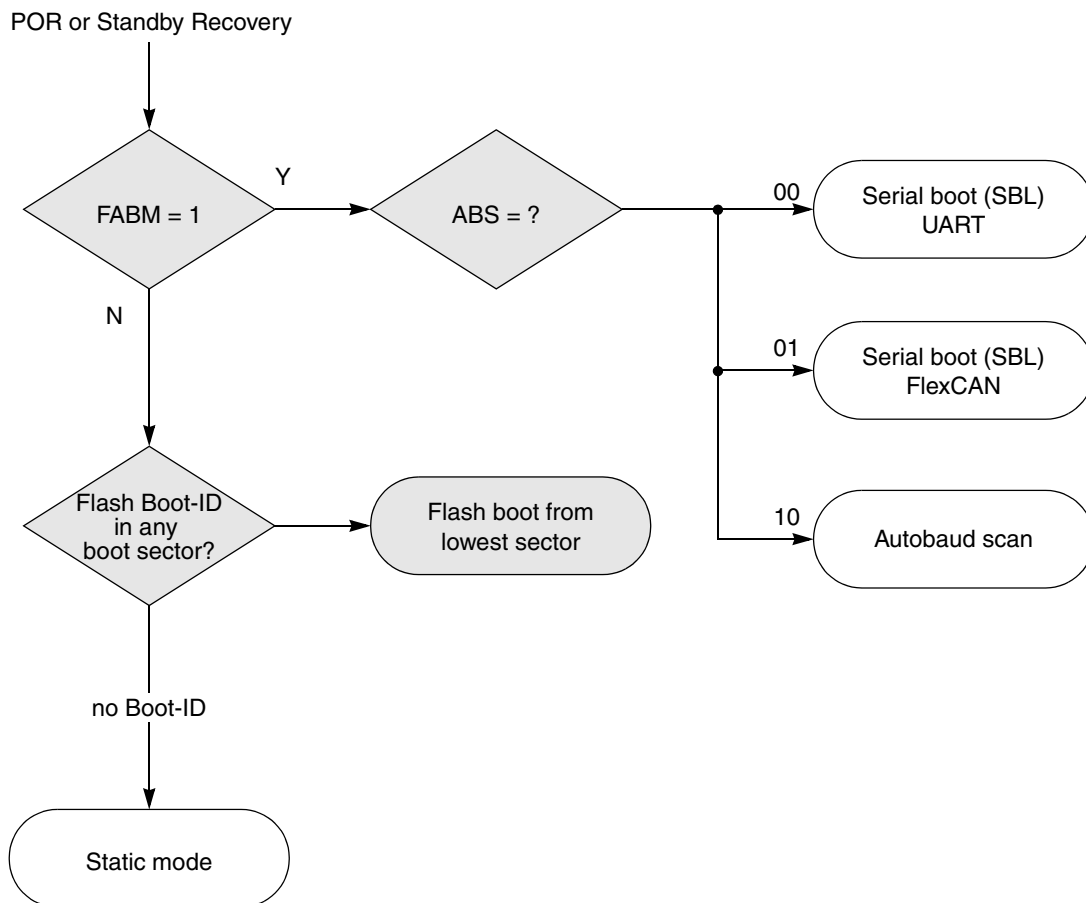 POR or Standby Recovery
FABM = 1
Y
ABS = ?
00
Serial boot (SBL)
UART
N
01
Serial boot (SBL)
FlexCAN
Flash Boot-ID
in any
boot sector?
Flash boot from
lowest sector
10
Autobaud scan
no Boot-ID
Static mode